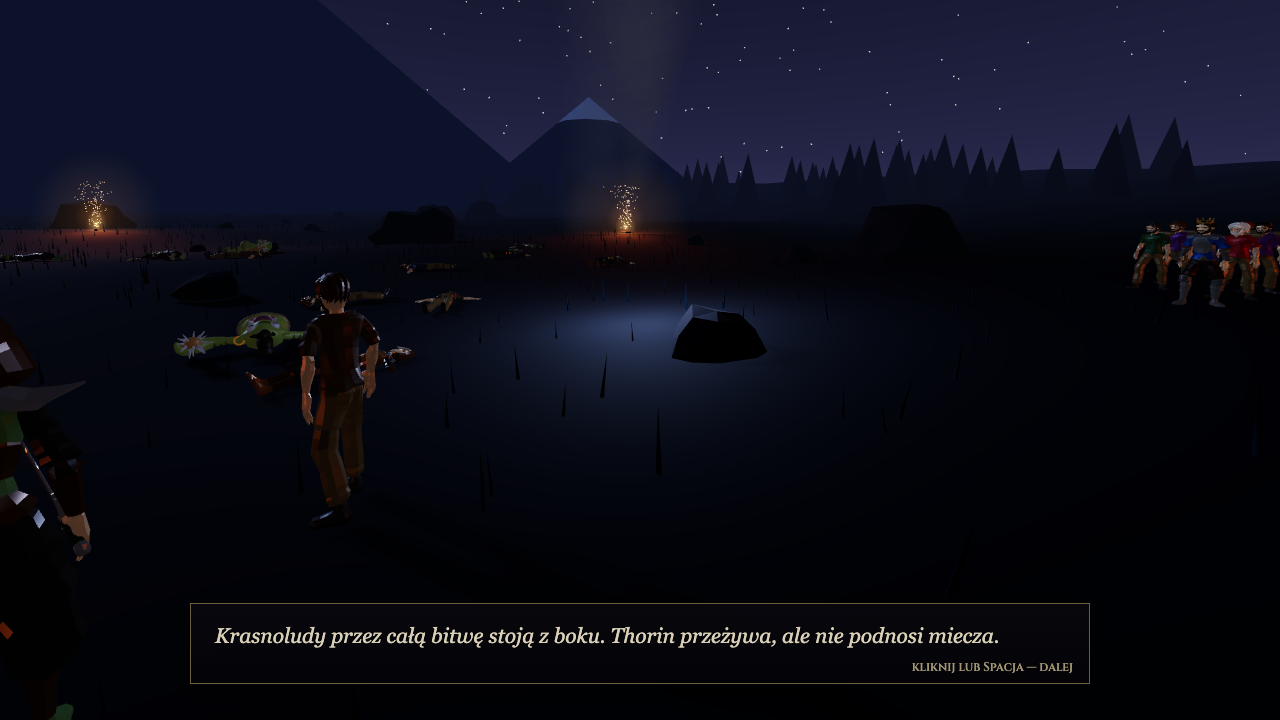 Krasnoludy przez całą bitwę stoją z boku. Thorin przeżywa, ale nie podnosi miecza.
KLIKNIJ LUB SPACJA — DALEJ